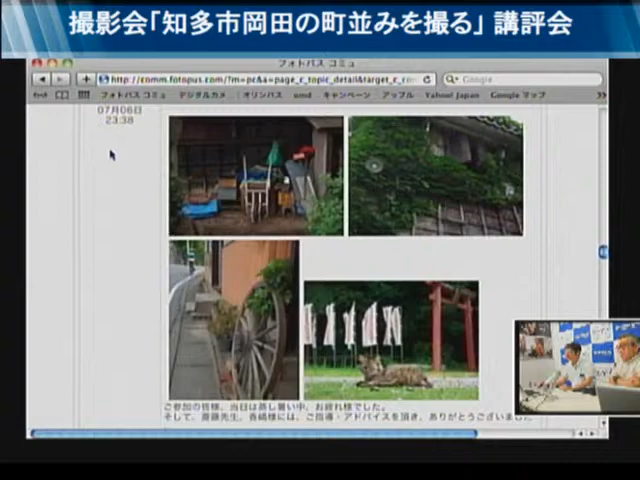 撮影会「知多市岡田の町並みを撮る」 講評会
フォトパス コミュ
http://comm.fotopus.com/?m=pc&a=page_c_topic_detail&target_c_co
Google
フォトパス コミュ デジタルカメ オリンパス omd キャンペーン アップル Yahoo! Japan Google マップ
07月06日
23:38
ご参加の皆様、当日は蒸し暑い中、お疲れ様でした。
そして、斎藤先生、香嶋様には、ご指導・アドバイスを頂き、ありがとうございまし